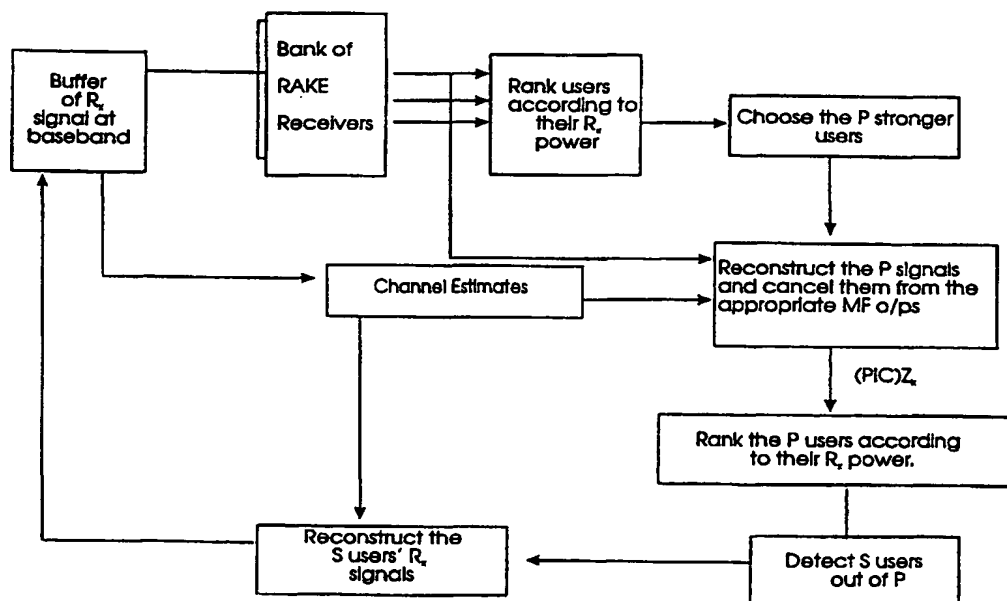 Buffer
of Rx
signal at
baseband
Bank of
RAKE
Receivers
Rank users
according to
their Rx
power
Choose the P stronger
users
Channel Estimates
Reconstruct the P signals
and cancel them from the
appropriate MF o/ps
(PIC)Zx
Rank the P users according
to their Rx power.
Reconstruct the
S users' Rx
signals
Detect S users
out of P